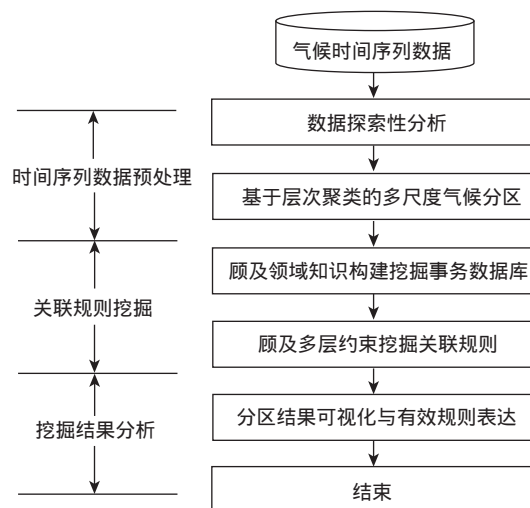 气候时间序列数据
数据探索性分析
时间序列数据预处理
基于层次聚类的多尺度气候分区
顾及领域知识构建挖掘事务数据库
关联规则挖掘
顾及多层约束挖掘关联规则
分区结果可视化与有效规则表达
挖掘结果分析
结束